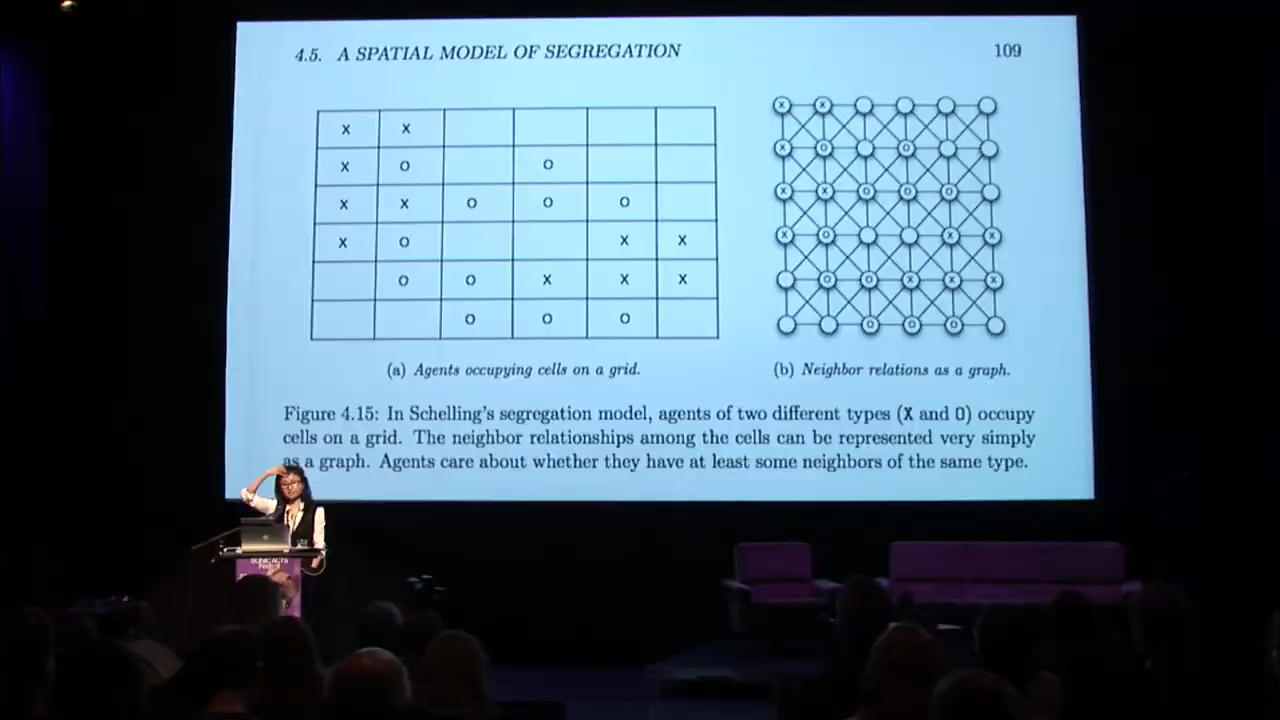 4.5. A SPATIAL MODEL OF SEGREGATION 109
X X
X O O
X X O O O
X O X X
O O X X X
O O O
X X
X O O
X X O O O
X O X X
O O X X X
O O O
(a) Agents occupying cells on a grid.
(b) Neighbor relations as a graph.
Figure 4.15: In Schelling's segregation model, agents of two different types (X and O) occupy
cells on a grid. The neighbor relationships among the cells can be represented very simply
as a graph. Agents care about whether they have at least some neighbors of the same type.
SONIC ACTS
Festival